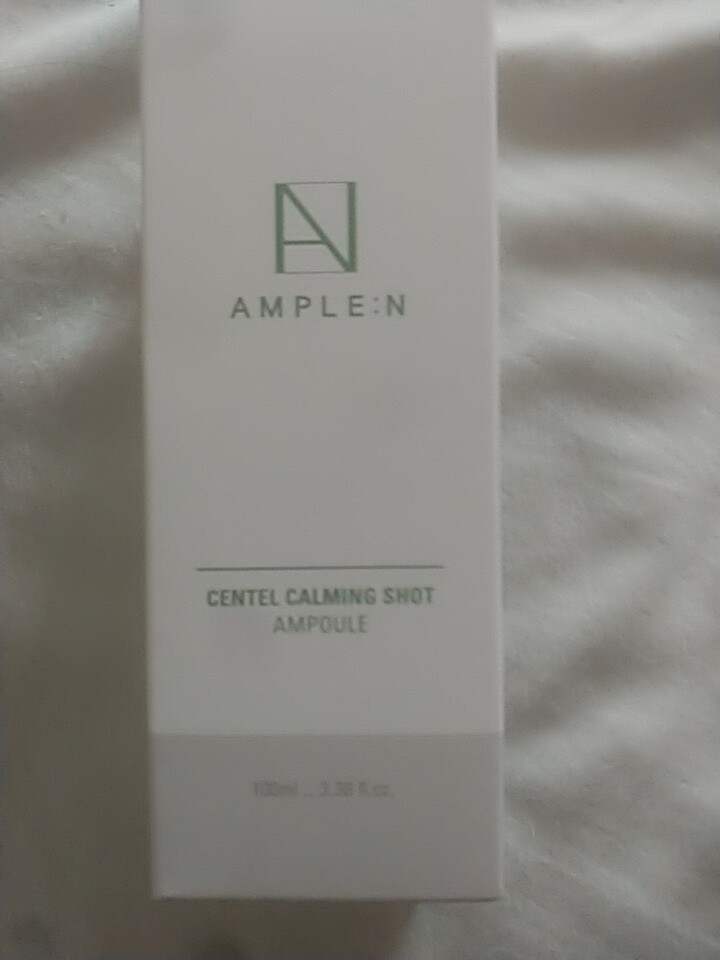 AMPLE:N
CENTEL CALMING SHOT
AMPOULE
100ml 3.38 fl.oz.